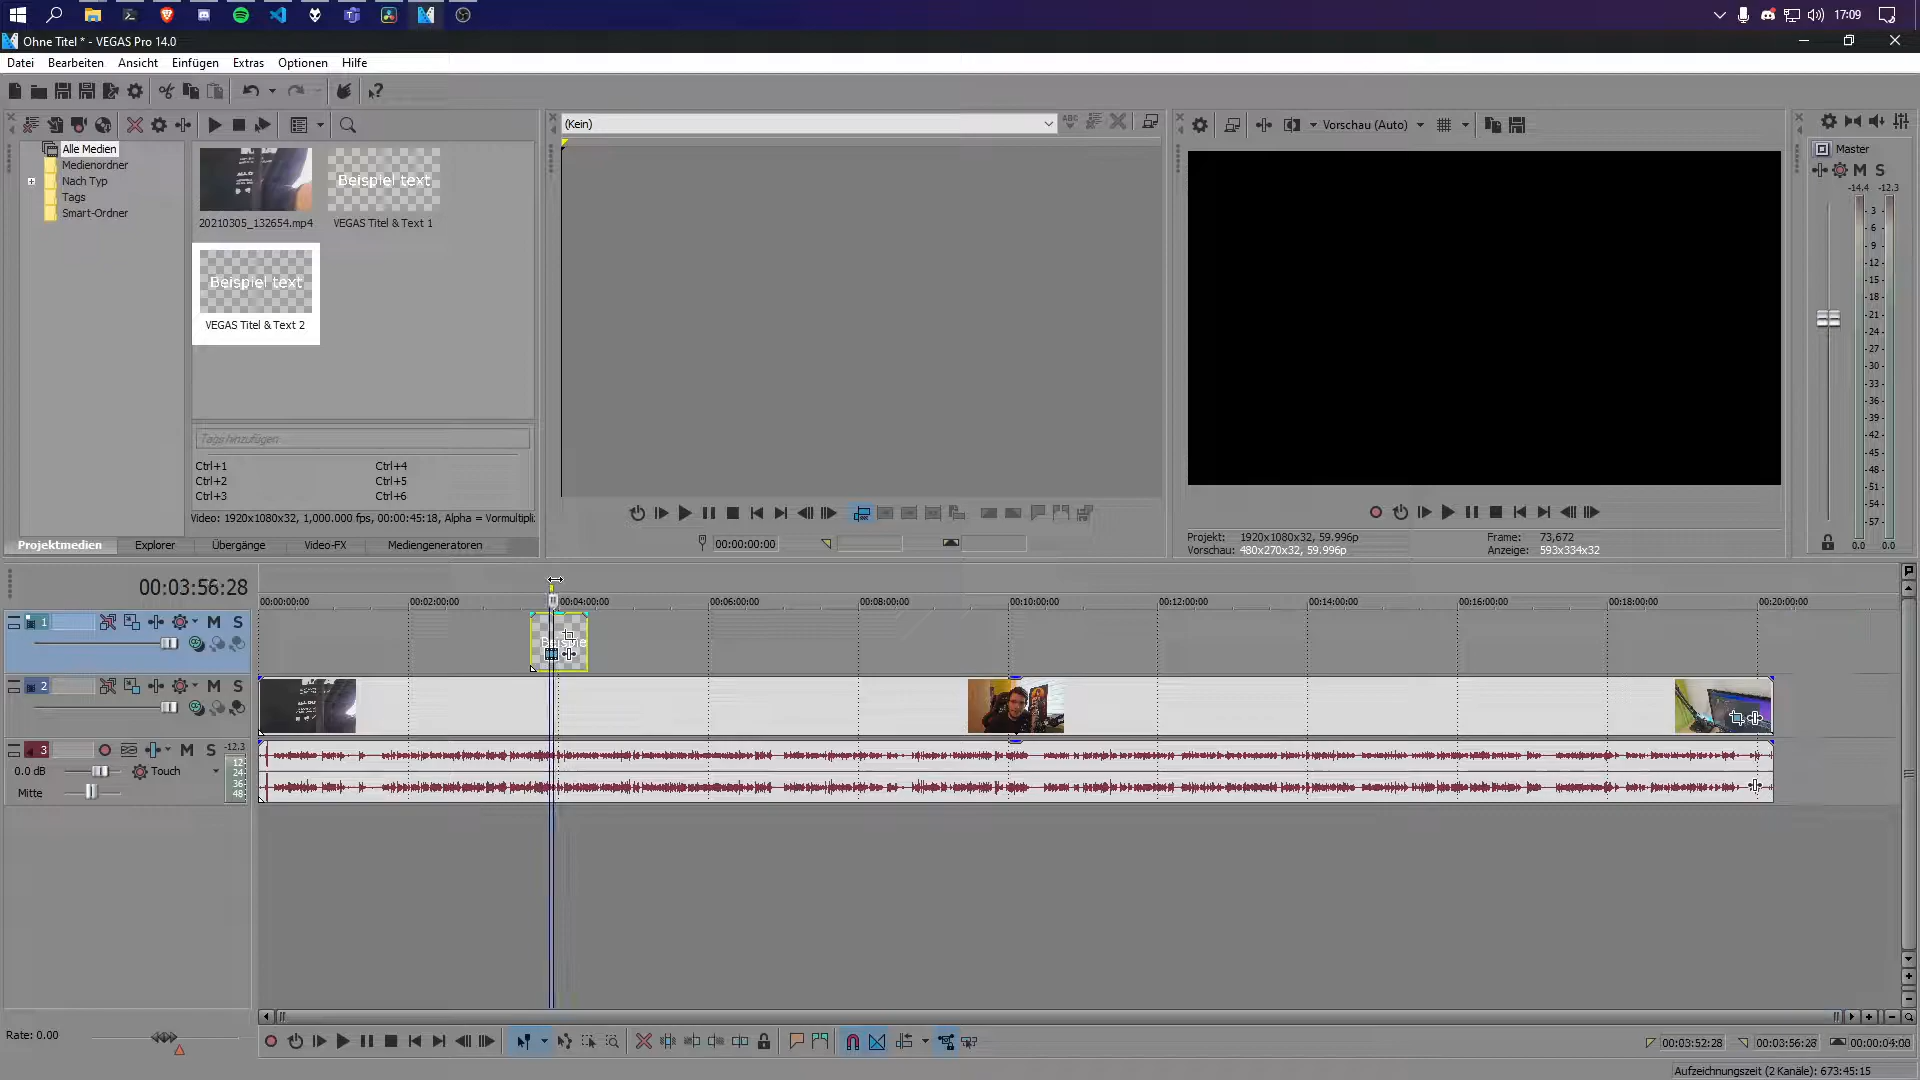 17:09
Ohne Titel * - VEGAS Pro 14.0
Datei Bearbeiten Ansicht Einfügen Extras Optionen Hilfe
(Kein)
Vorschau (Auto)
Alle Medien
Medienordner
Nach Typ
Tags
Smart-Ordner
Beispiel text
20210305_132654.mp4 VEGAS Titel & Text 1
Beispiel text
VEGAS Titel & Text 2
Tags hinzufügen
Ctrl+1 Ctrl+4
Ctrl+2 Ctrl+5
Ctrl+3 Ctrl+6
Video: 1920x1080x32, 1,000.000 fps, 00:00:45:18, Alpha = Vormultipli
Projektmedien Explorer Übergänge Video-FX Mediengeneratoren
00:00:00:00
Projekt: 1920x1080x32, 59.996p Frame: 73,672
Vorschau: 480x270x32, 59.996p Anzeige: 593x334x32
Master
M S
-14.4 -12.3
- 3 -
- 6 -
- 9 -
- 12 -
- 15 -
- 18 -
- 21 -
- 24 -
- 27 -
- 30 -
- 33 -
- 36 -
- 39 -
- 42 -
- 45 -
- 48 -
- 51 -
- 54 -
- 57 -
0.0 0.0
00:03:56:28
00:00:00:00 00:02:00:00 00:04:00:00 00:06:00:00 00:08:00:00 00:10:00:00 00:12:00:00 00:14:00:00 00:16:00:00 00:18:00:00 00:20:00:00
1 M S
2 M S
3 M S -12.3
0.0 dB Touch
Mitte
12
24
36
48
Rate: 0.00
00:03:52:28 00:03:56:28 00:00:04:00
Aufzeichnungszeit (2 Kanäle): 673:45:15